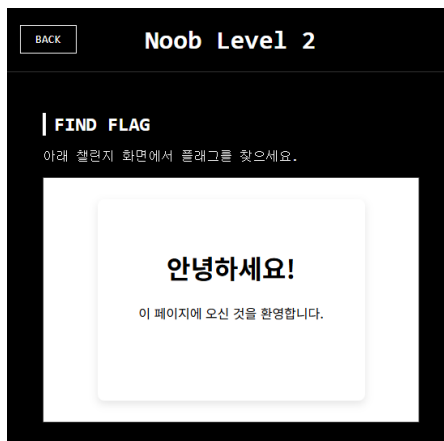 BACK
Noob Level 2
FIND FLAG
아래 챌린지 화면에서 플래그를 찾으세요.
안녕하세요!
이 페이지에 오신 것을 환영합니다.